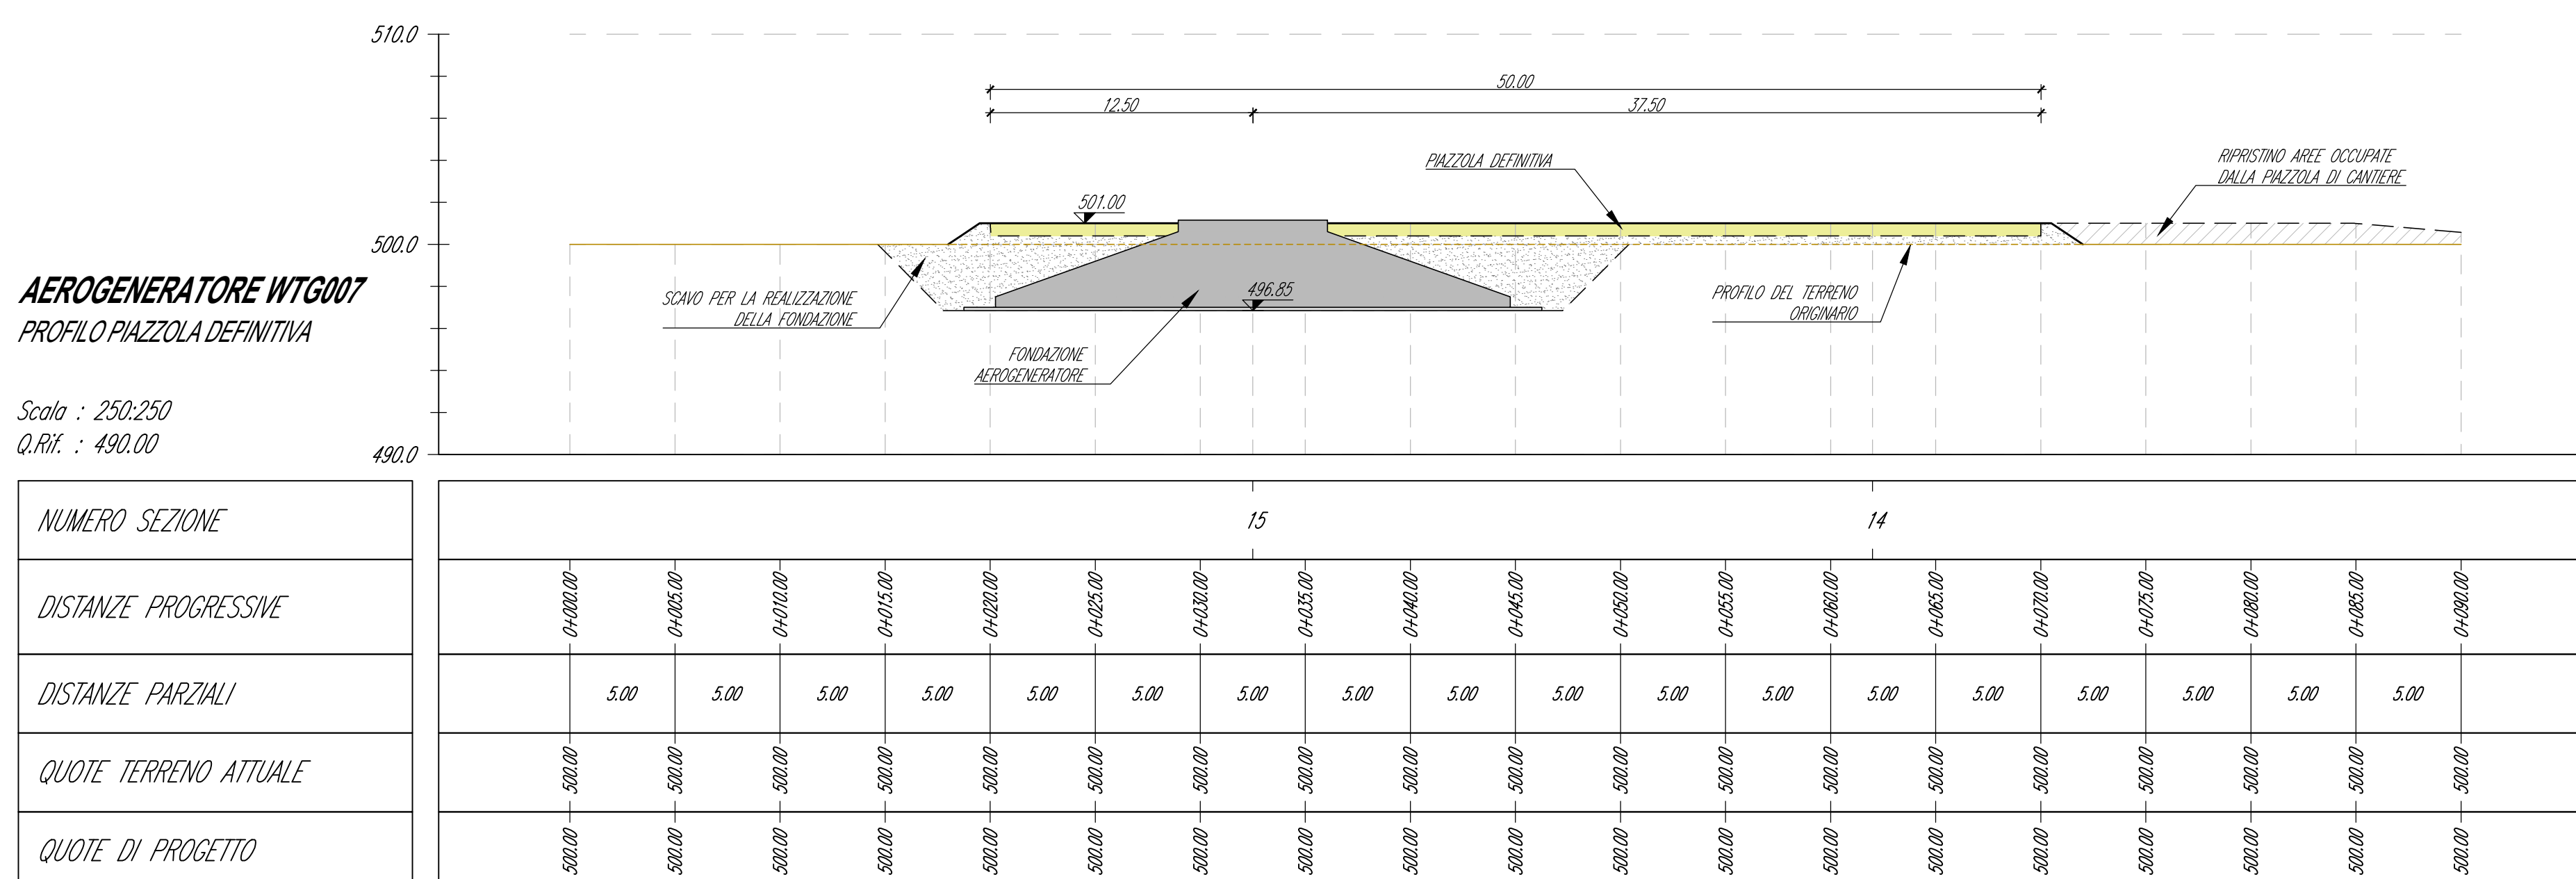 510.0
50.00
12.50
37.50
PIAZZOLA DEFINITIVA
RIPRISTINO AREE OCCUPATE
DALLA PIAZZOLA DI CANTIERE
501.00
500.0
AEROGENERATORE WTG007
PROFILO PIAZZOLA DEFINITIVA
SCAVO PER LA REALIZZAZIONE
DELLA FONDAZIONE
496.85
PROFILO DEL TERRENO
ORIGINARIO
FONDAZIONE
AEROGENERATORE
Scala : 250:250
Q.Rif. : 490.00
490.0
NUMERO SEZIONE
15 14
DISTANZE PROGRESSIVE
0+000.00 0+005.00 0+010.00 0+015.00 0+020.00 0+025.00 0+030.00 0+035.00 0+040.00 0+045.00 0+050.00 0+055.00 0+060.00 0+065.00 0+070.00 0+075.00 0+080.00 0+085.00 0+090.00
DISTANZE PARZIALI
5.00 5.00 5.00 5.00 5.00 5.00 5.00 5.00 5.00 5.00 5.00 5.00 5.00 5.00 5.00 5.00 5.00 5.00
QUOTE TERRENO ATTUALE
500.00 500.00 500.00 500.00 500.00 500.00 500.00 500.00 500.00 500.00 500.00 500.00 500.00 500.00 500.00 500.00 500.00 500.00 500.00
QUOTE DI PROGETTO
500.00 500.00 500.00 500.00 500.00 500.00 500.00 500.00 500.00 500.00 500.00 500.00 500.00 500.00 500.00 500.00 500.00 500.00 500.00